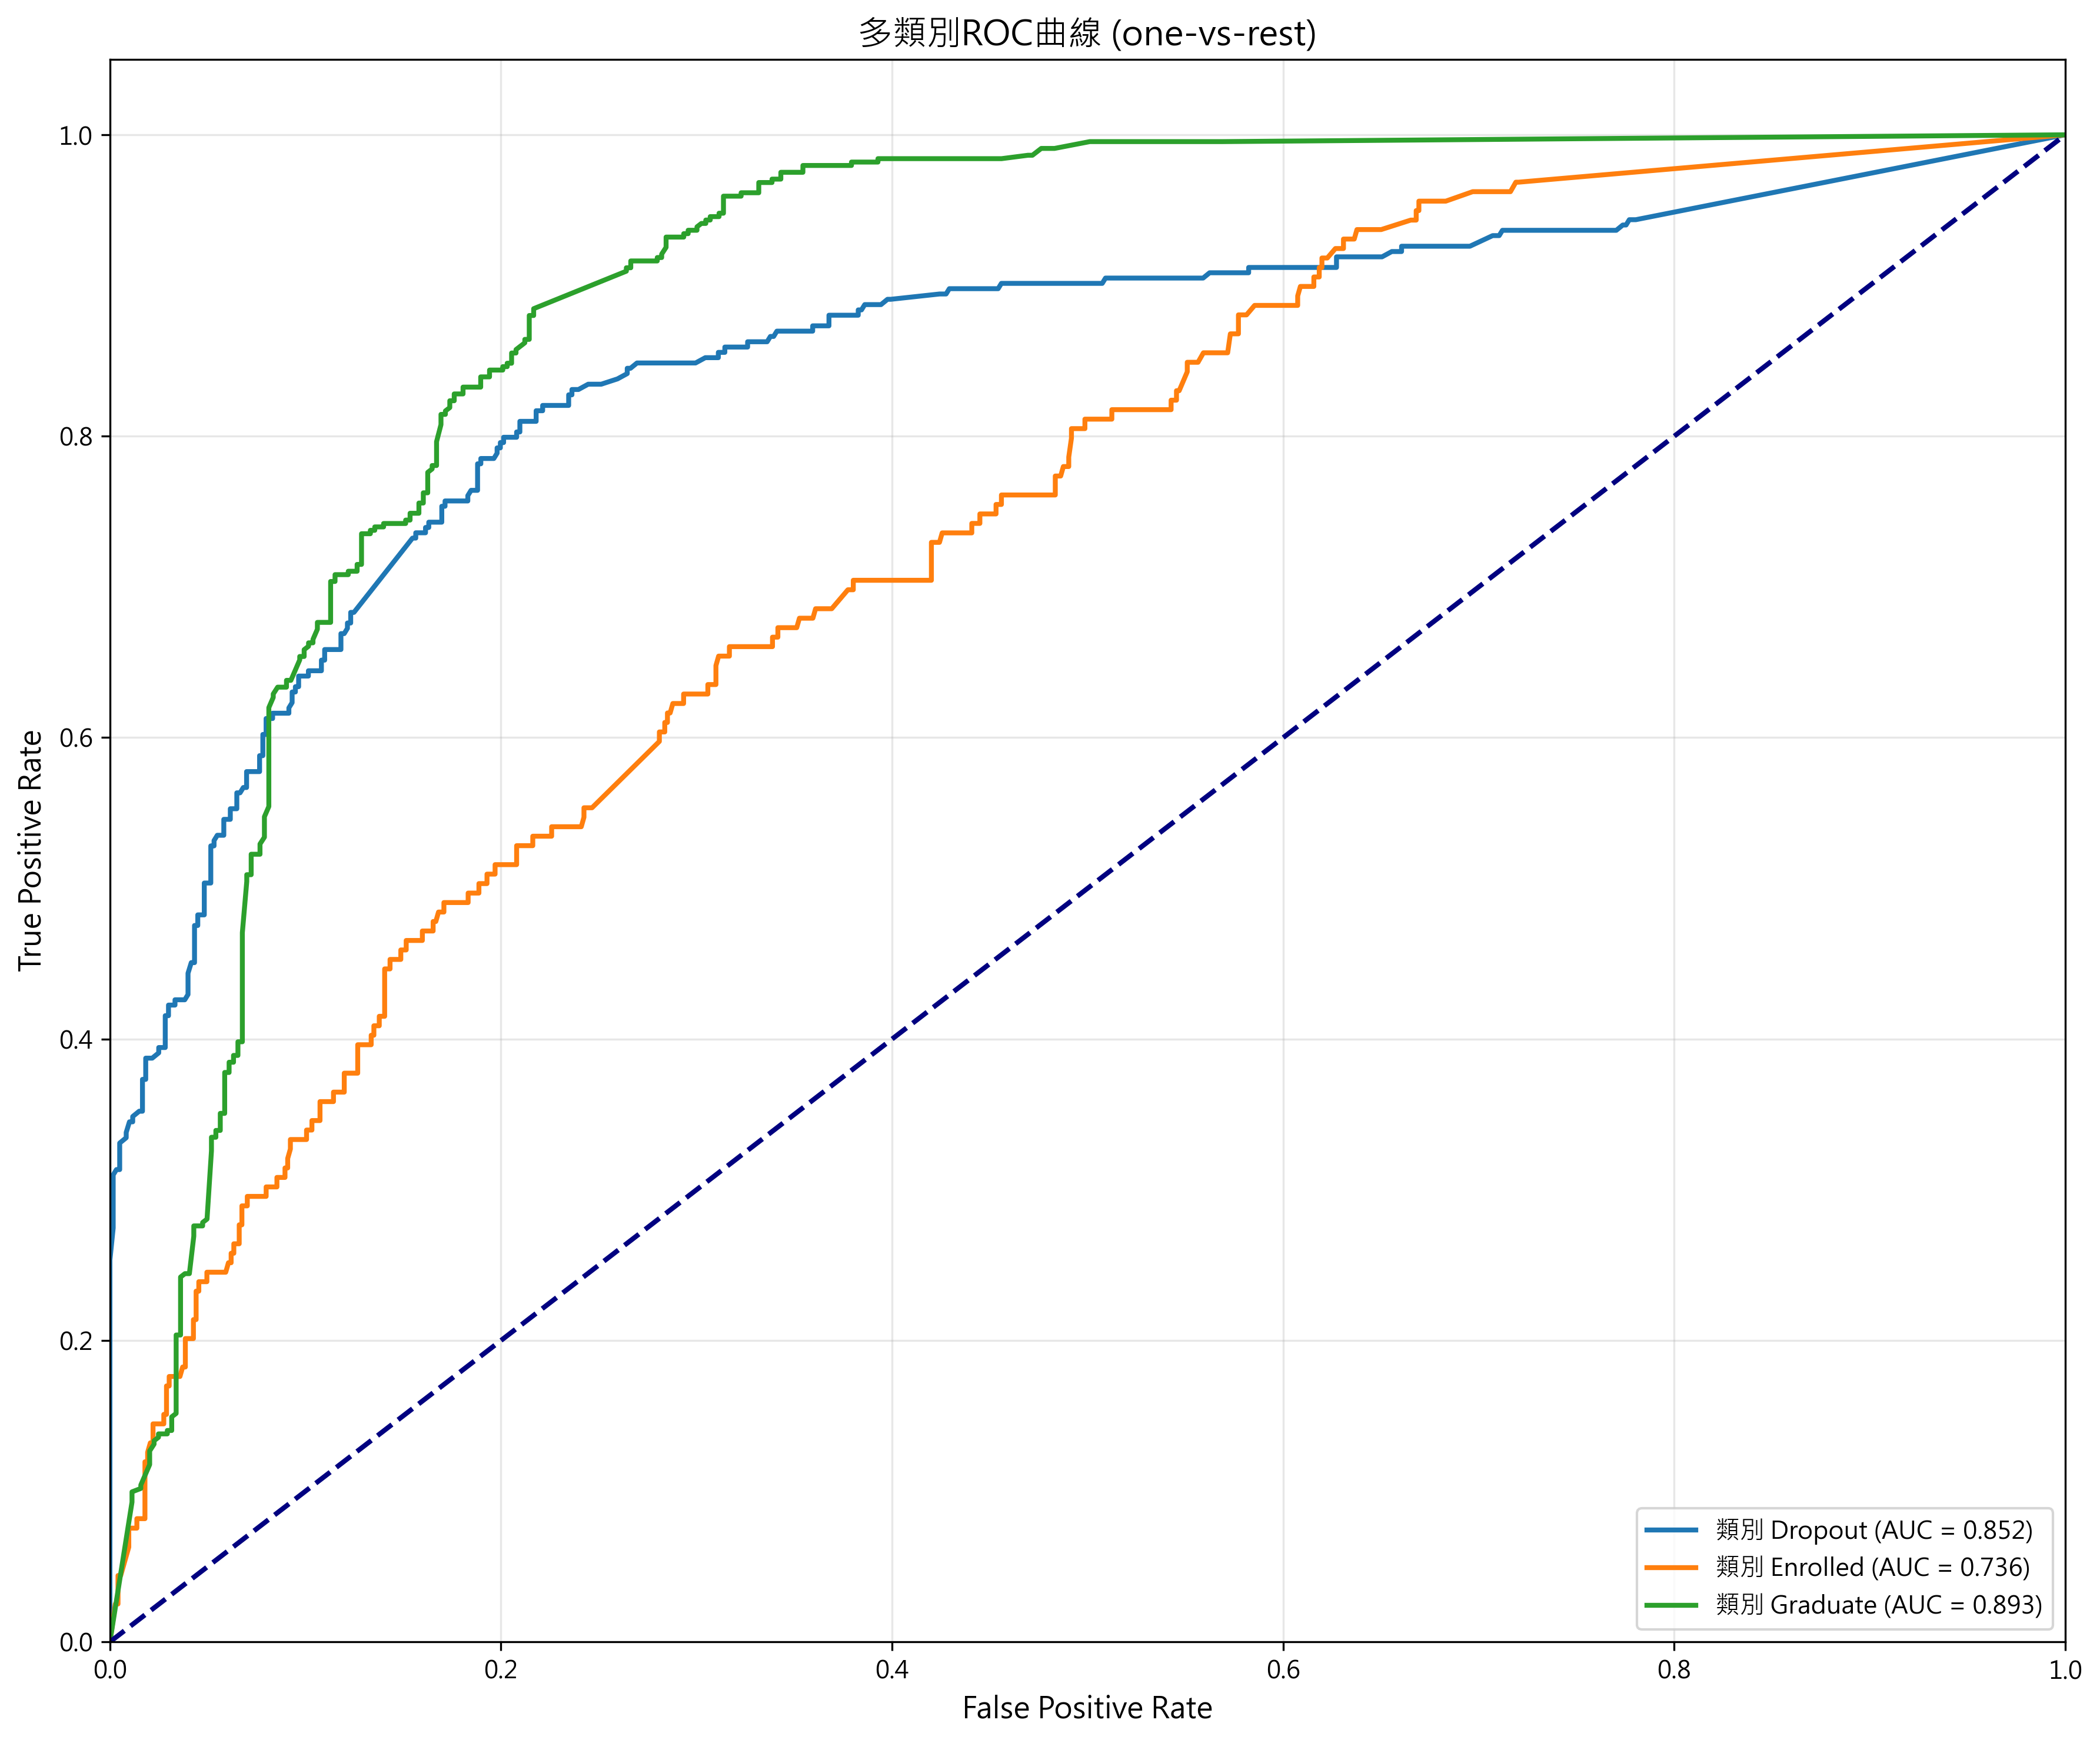 多類別ROC曲線 (one-vs-rest)
True Positive Rate
1.0
0.8
0.6
0.4
0.2
0.0
0.0 0.2 0.4 0.6 0.8 1.0
False Positive Rate
類別 Dropout (AUC = 0.852)
類別 Enrolled (AUC = 0.736)
類別 Graduate (AUC = 0.893)